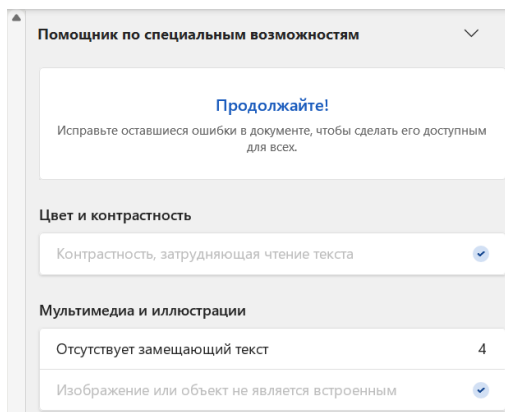 Помощник по специальным возможностям
Продолжайте!
Исправьте оставшиеся ошибки в документе, чтобы сделать его доступным
для всех.
Цвет и контрастность
Контрастность, затрудняющая чтение текста
Мультимедиа и иллюстрации
Отсутствует замещающий текст 4
Изображение или объект не является встроенным